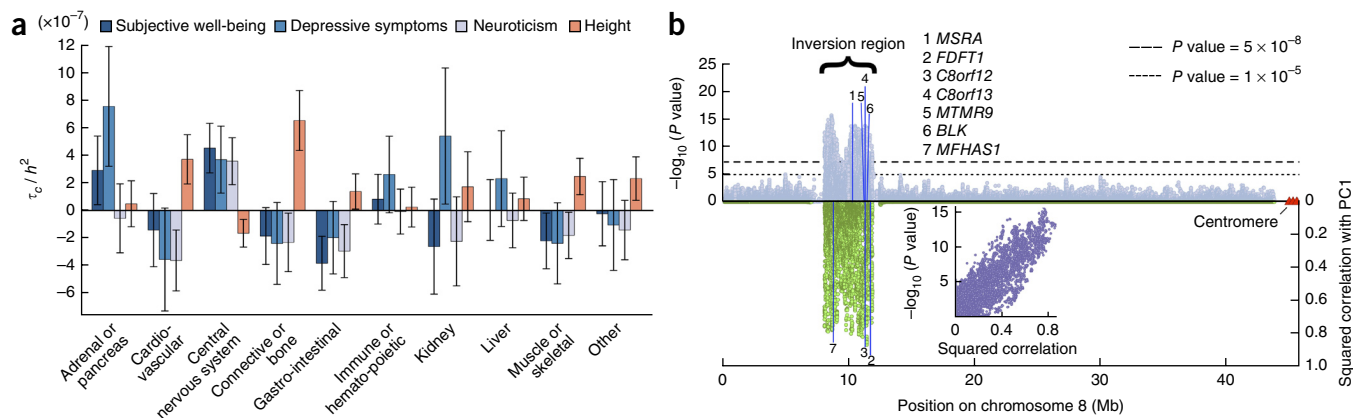 a
(×10⁻⁷)
Subjective well-being
Depressive symptoms
Neuroticism
Height
12
10
8
6
4
2
0
−2
−4
−6
τc / h²
Adrenal or
pancreas
Cardio-
vascular
Central
nervous system
Connective or
bone
Gastro-intestinal
Immune or
hemato-poietic
Kidney
Liver
Muscle or
skeletal
Other
b
Inversion region
1 MSRA
2 FDFT1
3 C8orf12
4 C8orf13
5 MTMR9
6 BLK
7 MFHAS1
P value = 5 × 10⁻⁸
P value = 1 × 10⁻⁵
25
20
15
10
5
0
−log₁₀ (P value)
4
1 5
6
7
3
2
Centromere
0
0.2
0.4
0.6
0.8
1.0
Squared correlation with PC1
−log₁₀ (P value)
15
10
5
0 0.4 0.8
Squared correlation
0 10 20 30 40
Position on chromosome 8 (Mb)